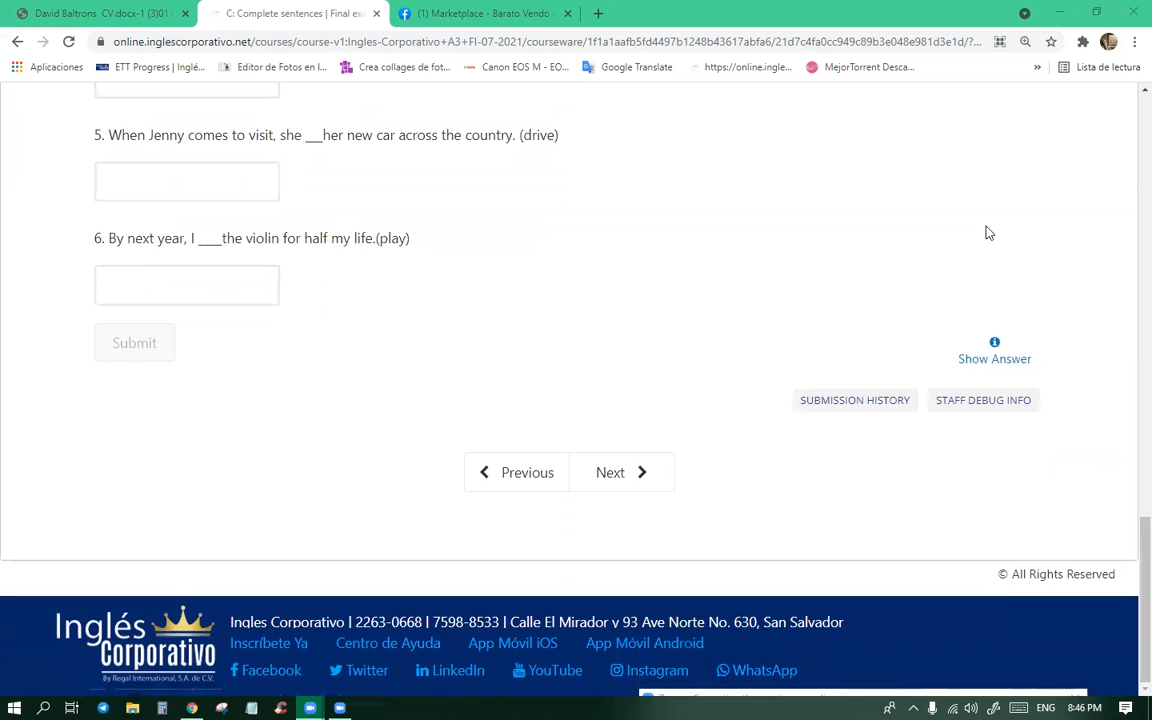 David Baltrons CV.docx-1 (3)01.
C: Complete sentences | Final exa
(1) Marketplace - Barato Vendo o
online.inglescorporativo.net/courses/course-v1:Ingles-Corporativo+A3+FI-07-2021/courseware/1f1a1aafb5fd4497b1248b43617abfa6/21d7c4fa0cc949c89b3e048e981d3e1d/?...
Aplicaciones
ETT Progress | Inglé...
Editor de Fotos en l...
Crea collages de fot...
Canon EOS M - EO...
Google Translate
https://online.ingle...
MejorTorrent Desca...
»
Lista de lectura
5. When Jenny comes to visit, she __her new car across the country. (drive)
6. By next year, I ___the violin for half my life.(play)
Submit
Show Answer
SUBMISSION HISTORY
STAFF DEBUG INFO
Previous
Next
© All Rights Reserved
Inglés Corporativo
By Regal International, S.A. de C.V.
Ingles Corporativo | 2263-0668 | 7598-8533 | Calle El Mirador y 93 Ave Norte No. 630, San Salvador
Inscríbete Ya
Centro de Ayuda
App Móvil iOS
App Móvil Android
Facebook
Twitter
LinkedIn
YouTube
Instagram
WhatsApp
ENG
8:46 PM